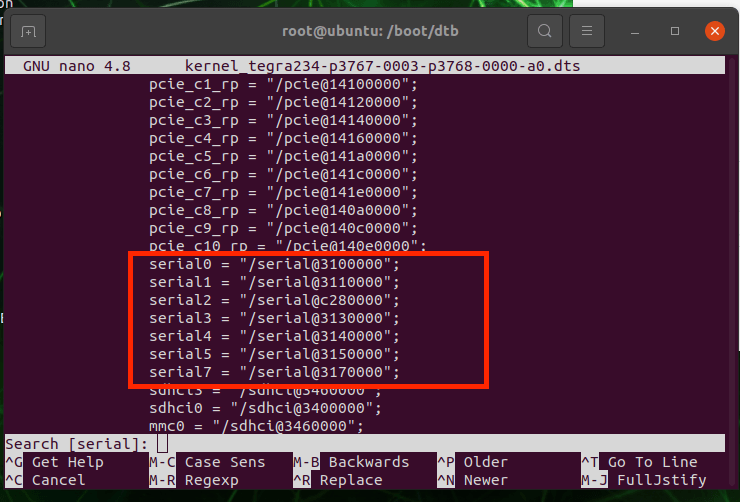 root@ubuntu: /boot/dtb
GNU nano 4.8 kernel_tegra234-p3767-0003-p3768-0000-a0.dts
pcie_c1_rp = "/pcie@14100000";
pcie_c2_rp = "/pcie@14120000";
pcie_c3_rp = "/pcie@14140000";
pcie_c4_rp = "/pcie@14160000";
pcie_c5_rp = "/pcie@141a0000";
pcie_c6_rp = "/pcie@141c0000";
pcie_c7_rp = "/pcie@141e0000";
pcie_c8_rp = "/pcie@140a0000";
pcie_c9_rp = "/pcie@140c0000";
pcie_c10_rp = "/pcie@140e0000";
serial0 = "/serial@3100000";
serial1 = "/serial@3110000";
serial2 = "/serial@c280000";
serial3 = "/serial@3130000";
serial4 = "/serial@3140000";
serial5 = "/serial@3150000";
serial7 = "/serial@3170000";
sdhci3 = "/sdhci@3460000";
sdhci0 = "/sdhci@3400000";
mmc0 = "/sdhci@3460000";
Search [serial]:
^G Get Help M-C Case Sens M-B Backwards ^P Older ^T Go To Line
^C Cancel M-R Regexp ^R Replace ^N Newer M-J FullJstify